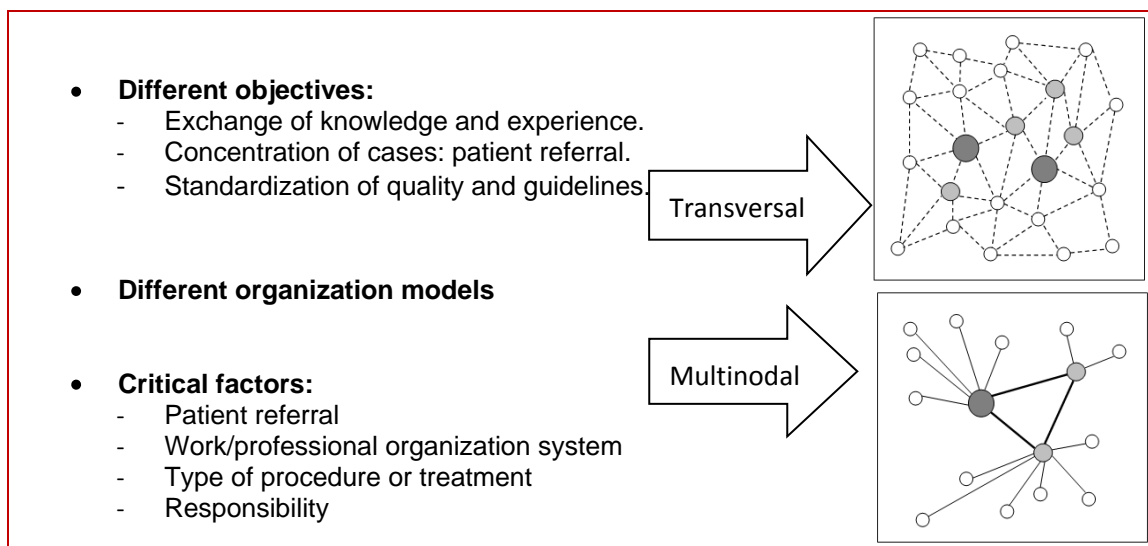 • Different objectives:
- Exchange of knowledge and experience.
- Concentration of cases: patient referral.
- Standardization of quality and guidelines.
Transversal
• Different organization models
• Critical factors:
- Patient referral
- Work/professional organization system
- Type of procedure or treatment
- Responsibility
Multinodal